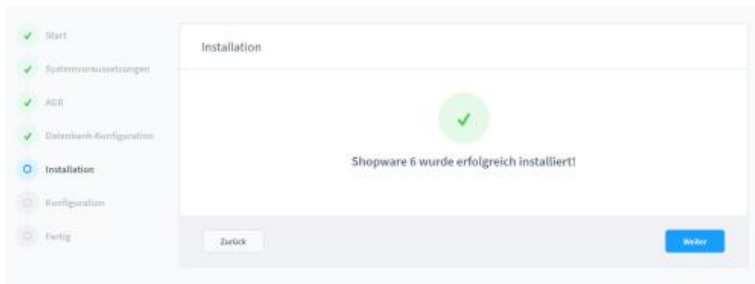 Start
Systemvoraussetzungen
AGB
Datenbank-Konfiguration
Installation
Konfiguration
Fertig
Installation
Shopware 6 wurde erfolgreich installiert!
Zurück
Weiter